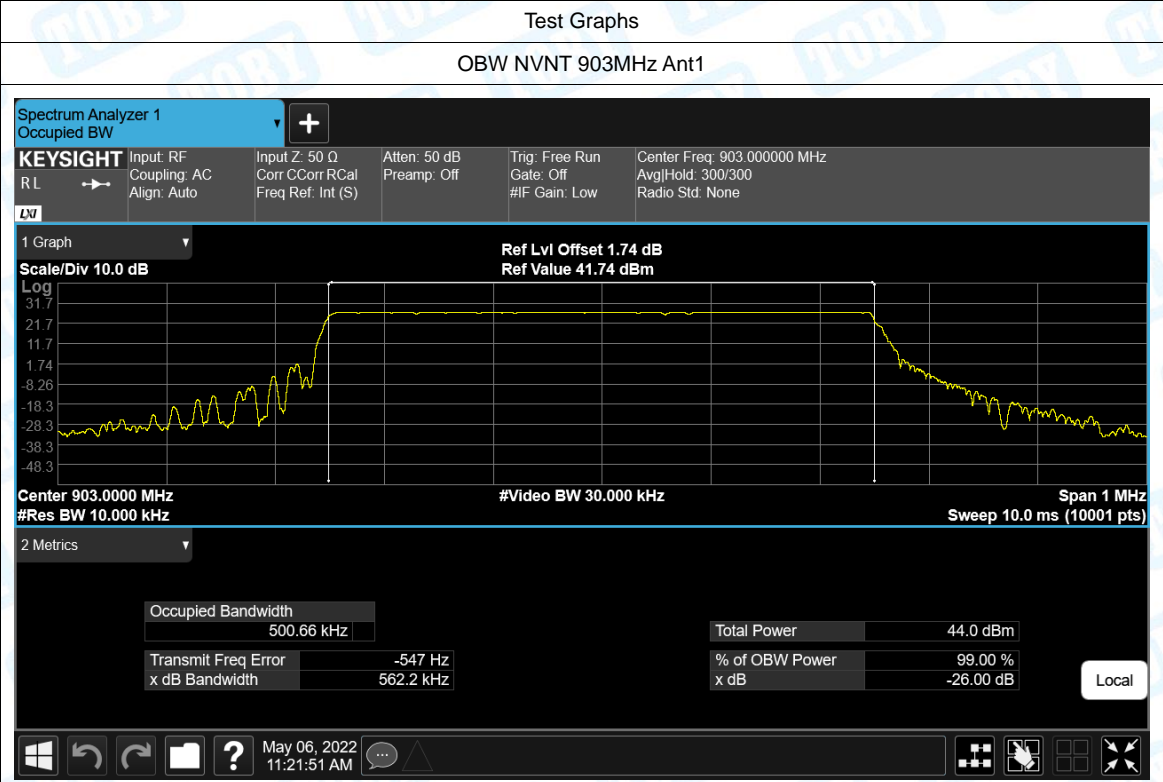 Test Graphs
OBW NVNT 903MHz Ant1
Spectrum Analyzer 1
Occupied BW
KEYSIGHT
R L
LXI
Input: RF
Coupling: AC
Align: Auto
Input Z: 50 Ω
Corr CCorr RCal
Freq Ref: Int (S)
Atten: 50 dB
Preamp: Off
Trig: Free Run
Gate: Off
#IF Gain: Low
Center Freq: 903.000000 MHz
Avg|Hold: 300/300
Radio Std: None
1 Graph
Scale/Div 10.0 dB
Ref Lvl Offset 1.74 dB
Ref Value 41.74 dBm
Log
31.7
21.7
11.7
1.74
-8.26
-18.3
-28.3
-38.3
-48.3
Center 903.0000 MHz
#Res BW 10.000 kHz
#Video BW 30.000 kHz
Span 1 MHz
Sweep 10.0 ms (10001 pts)
2 Metrics
Occupied Bandwidth
500.66 kHz
Transmit Freq Error -547 Hz
x dB Bandwidth 562.2 kHz
Total Power 44.0 dBm
% of OBW Power 99.00 %
x dB -26.00 dB
Local
?
May 06, 2022
11:21:51 AM
TOBY
TOBY
TOBY